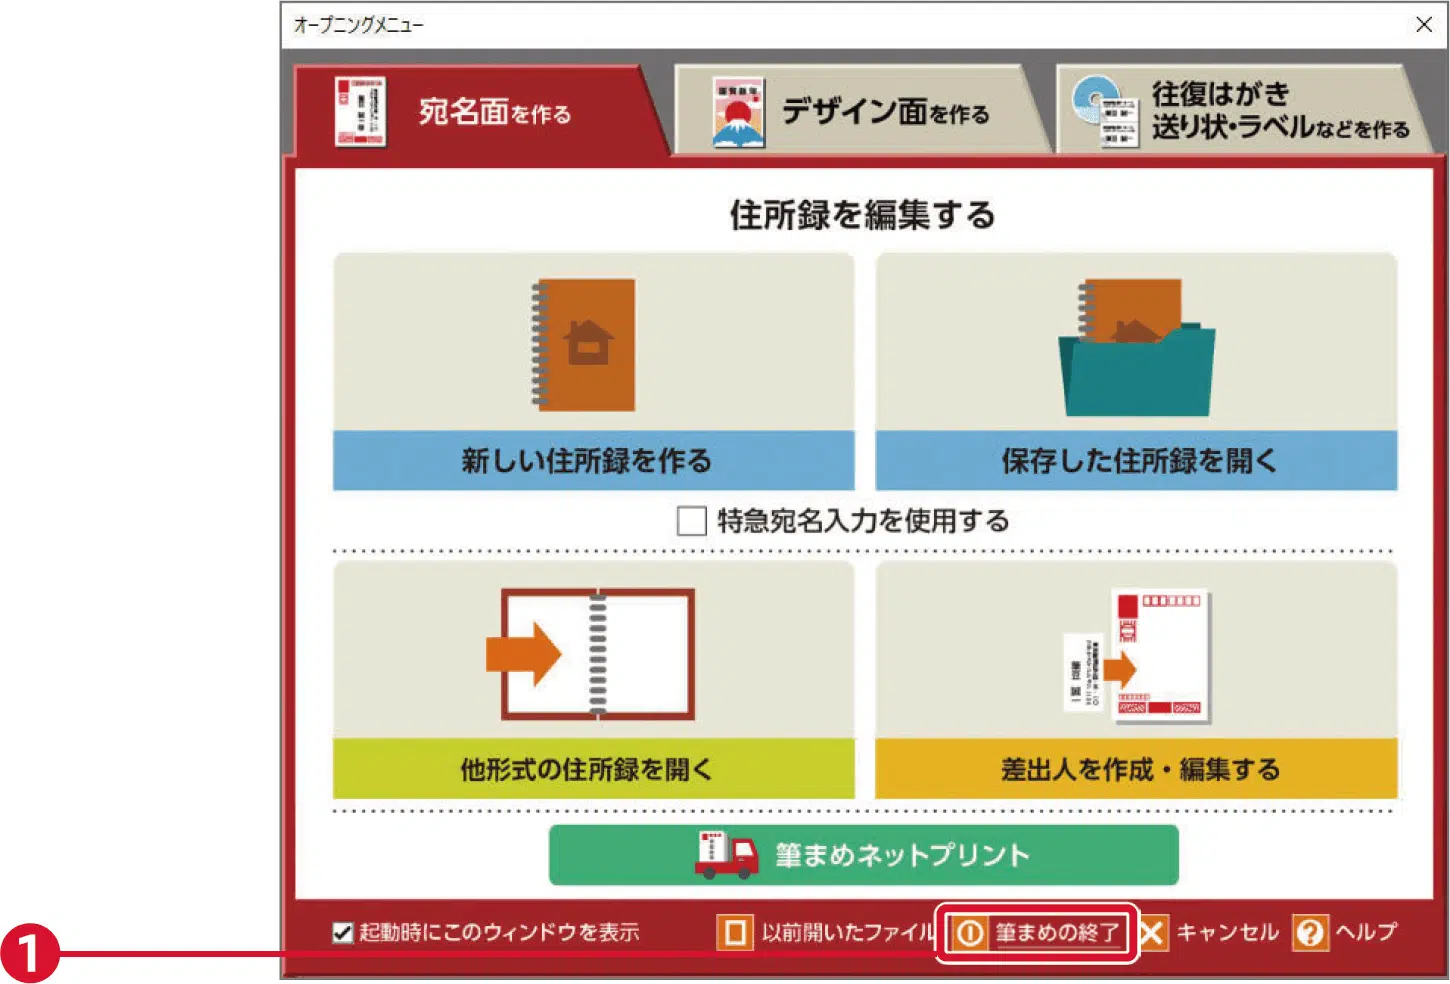 オープニングメニュー
宛名面を作る
デザイン面を作る
往復はがき
送り状・ラベルなどを作る
住所録を編集する
新しい住所録を作る
保存した住所録を開く
特急宛名入力を使用する
他形式の住所録を開く
差出人を作成・編集する
筆まめネットプリント
起動時にこのウィンドウを表示
以前開いたファイル
筆まめの終了
キャンセル
ヘルプ
1